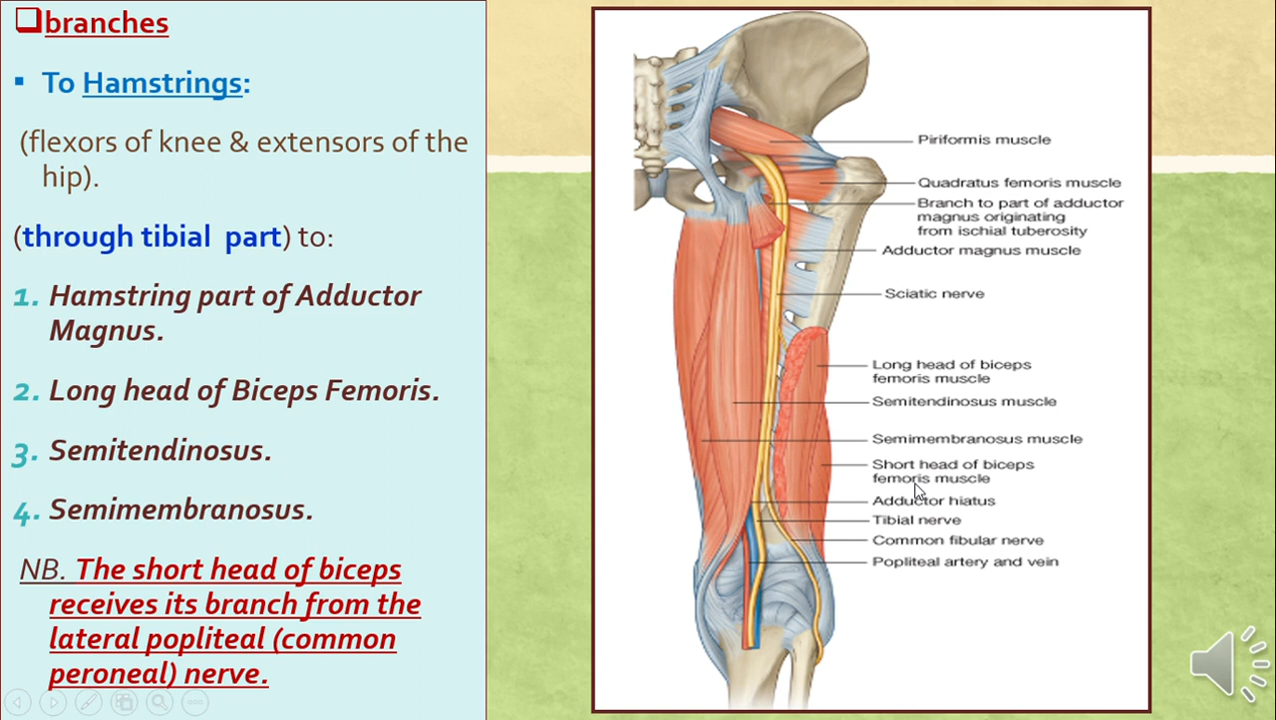 branches
To Hamstrings:
(flexors of knee & extensors of the
hip).
(through tibial part) to:
1. Hamstring part of Adductor
Magnus.
2. Long head of Biceps Femoris.
3. Semitendinosus.
4. Semimembranosus.
NB. The short head of biceps
receives its branch from the
lateral popliteal (common
peroneal) nerve.
Piriformis muscle
Quadratus femoris muscle
Branch to part of adductor
magnus originating
from ischial tuberosity
Adductor magnus muscle
Sciatic nerve
Long head of biceps
femoris muscle
Semitendinosus muscle
Semimembranosus muscle
Short head of biceps
femoris muscle
Adductor hiatus
Tibial nerve
Common fibular nerve
Popliteal artery and vein